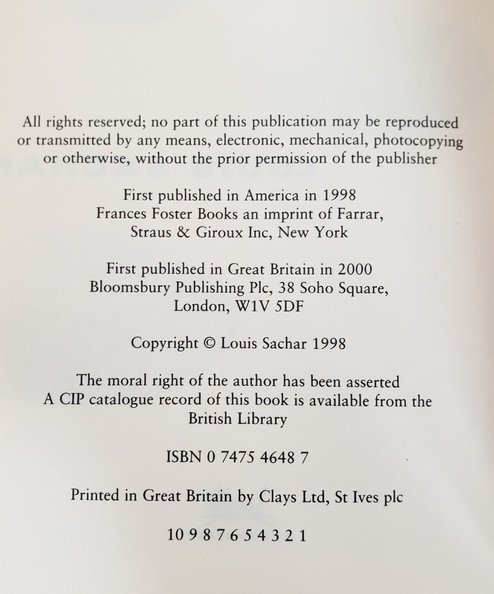 All rights reserved; no part of this publication may be reproduced
or transmitted by any means, electronic, mechanical, photocopying
or otherwise, without the prior permission of the publisher
First published in America in 1998
Frances Foster Books an imprint of Farrar,
Straus & Giroux Inc, New York
First published in Great Britain in 2000
Bloomsbury Publishing Plc, 38 Soho Square,
London, W1V 5DF
Copyright © Louis Sachar 1998
The moral right of the author has been asserted
A CIP catalogue record of this book is available from the
British Library
ISBN 0 7475 4648 7
Printed in Great Britain by Clays Ltd, St Ives plc
10 9 8 7 6 5 4 3 2 1